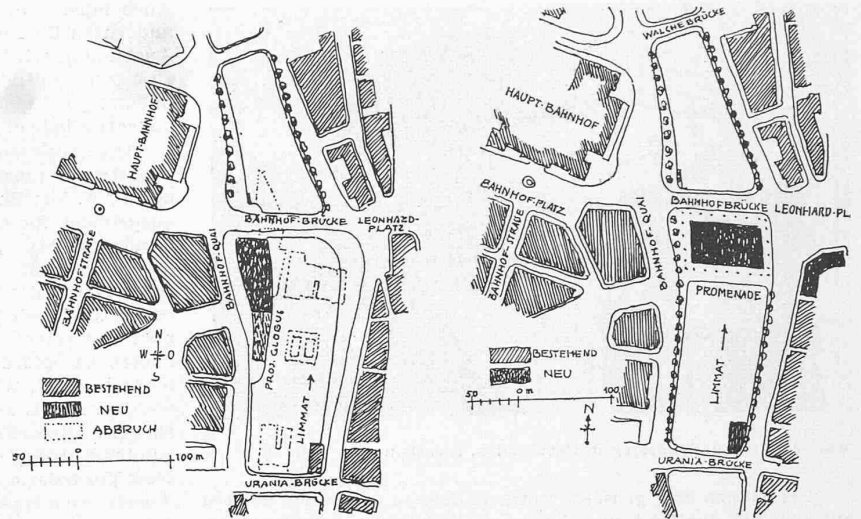 HAUPT-BAHNHOF
BAHNHOF-BRÜCKE
LEONHARD-
PLATZ
BAHNHOFSTRASSE
BAHNHOF-QUAI
PROJ. GLOBUS
LIMMAT
N
W O
S
BESTEHEND
NEU
ABBRUCH
50 0 100 m
URANIA-BRÜCKE
WALCHE BRÜCKE
HAUPT-BAHNHOF
BAHNHOF-PLATZ
BAHNHOF-STRAẞE
BAHNHOF-QUAI
BAHNHOFBRÜCKE
LEONHARD-PL
PROMENADE
LIMMAT
BESTEHEND
NEU
50 0 m 100
N
URANIA-BRÜCKE